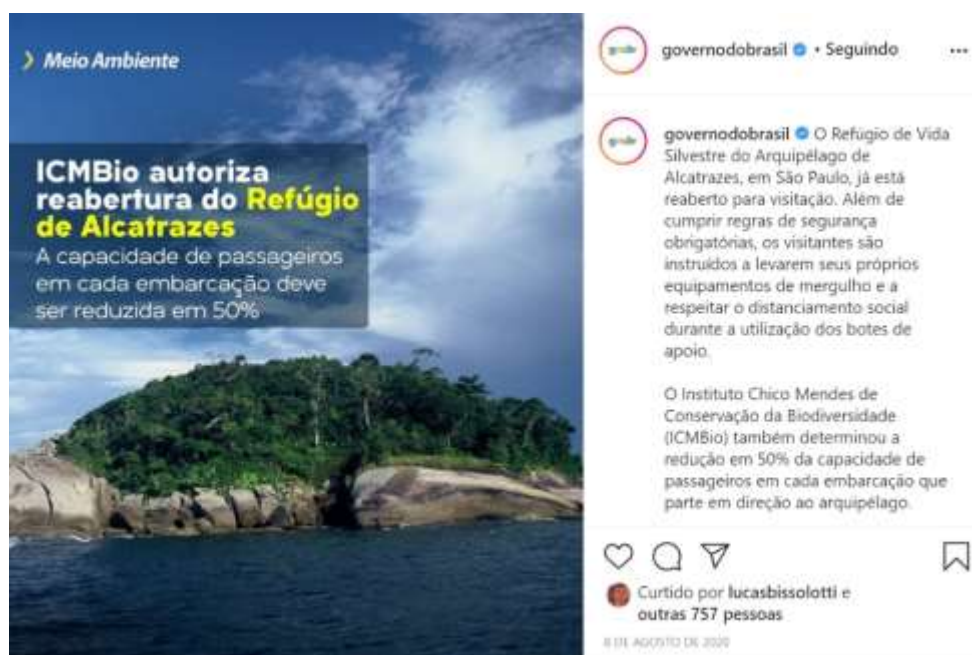 Meio Ambiente
ICMBio autoriza
reabertura do Refúgio
de Alcatrazes
A capacidade de passageiros
em cada embarcação deve
ser reduzida em 50%
governodobrasil • Seguindo
governodobrasil O Refúgio de Vida
Silvestre do Arquipélago de
Alcatrazes, em São Paulo, já está
reaberto para visitação. Além de
cumprir regras de segurança
obrigatórias, os visitantes são
instruídos a levarem seus próprios
equipamentos de mergulho e a
respeitar o distanciamento social
durante a utilização dos botes de
apoio.
O Instituto Chico Mendes de
Conservação da Biodiversidade
(ICMBio) também determinou a
redução em 50% da capacidade de
passageiros em cada embarcação que
parte em direção ao arquipélago.
Curtido por lucasbissolotti e
outras 757 pessoas
DE AGOSTO DE 2020